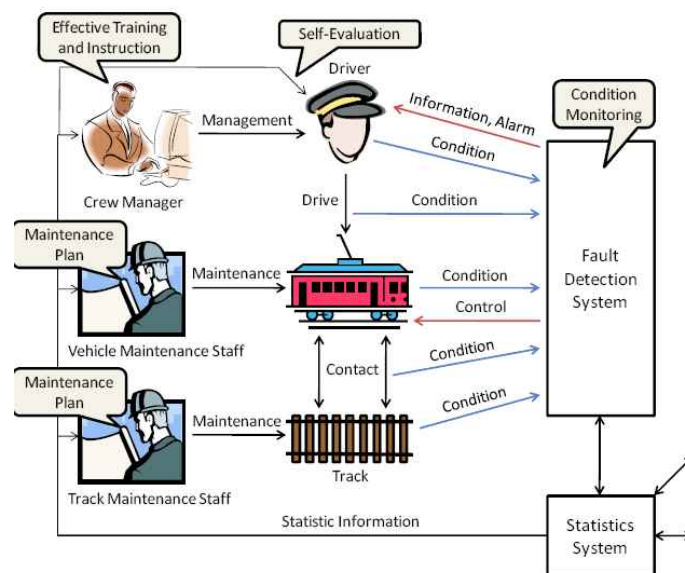 Effective Training
and Instruction
Self-Evaluation
Driver
Information, Alarm
Condition
Monitoring
Management
Condition
Crew Manager
Drive
Condition
Maintenance
Plan
Maintenance
Condition
Fault
Detection
System
Control
Vehicle Maintenance Staff
Condition
Contact
Maintenance
Plan
Maintenance
Condition
Track Maintenance Staff
Track
Statistic Information
Statistics
System